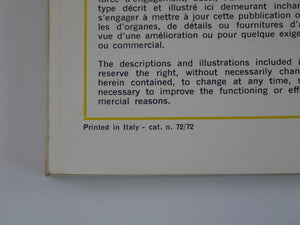 force d'engagement,
type décrit et illustré ici demeurant inchan
s'engager à mettre à jour cette publication
les d'organes, de détails ou fournitures d'a
vue d'une amélioration ou pour quelque exige
ou commercial.
The descriptions and illustrations included i
reserve the right, without necessarily chan
herein contained, to change at any time, s
necessary to improve the functioning or eff
mercial reasons.
Printed in Italy - cat. n. 72/72